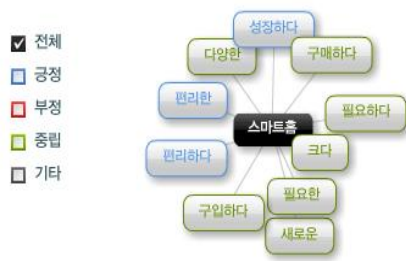 전체
긍정
부정
중립
기타
성장하다
다양한
구매하다
편리한
필요하다
스마트홈
편리하다
크다
필요한
구입하다
새로운